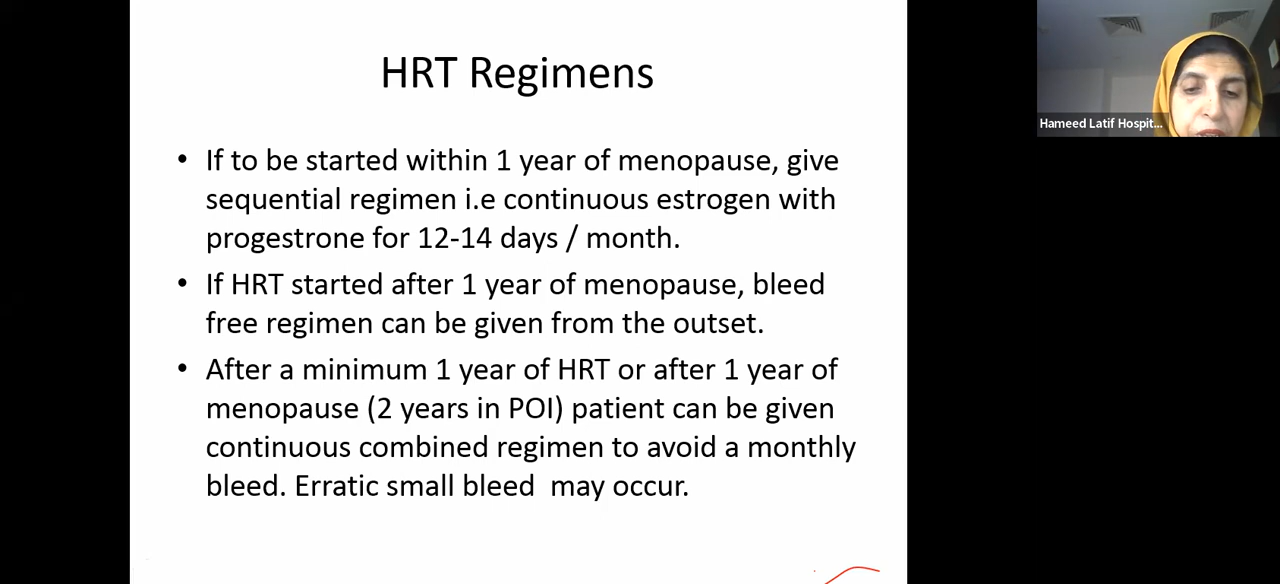 HRT Regimens
• If to be started within 1 year of menopause, give
sequential regimen i.e continuous estrogen with
progestrone for 12-14 days / month.
• If HRT started after 1 year of menopause, bleed
free regimen can be given from the outset.
• After a minimum 1 year of HRT or after 1 year of
menopause (2 years in POI) patient can be given
continuous combined regimen to avoid a monthly
bleed. Erratic small bleed  may occur.
Hameed Latif Hospit...